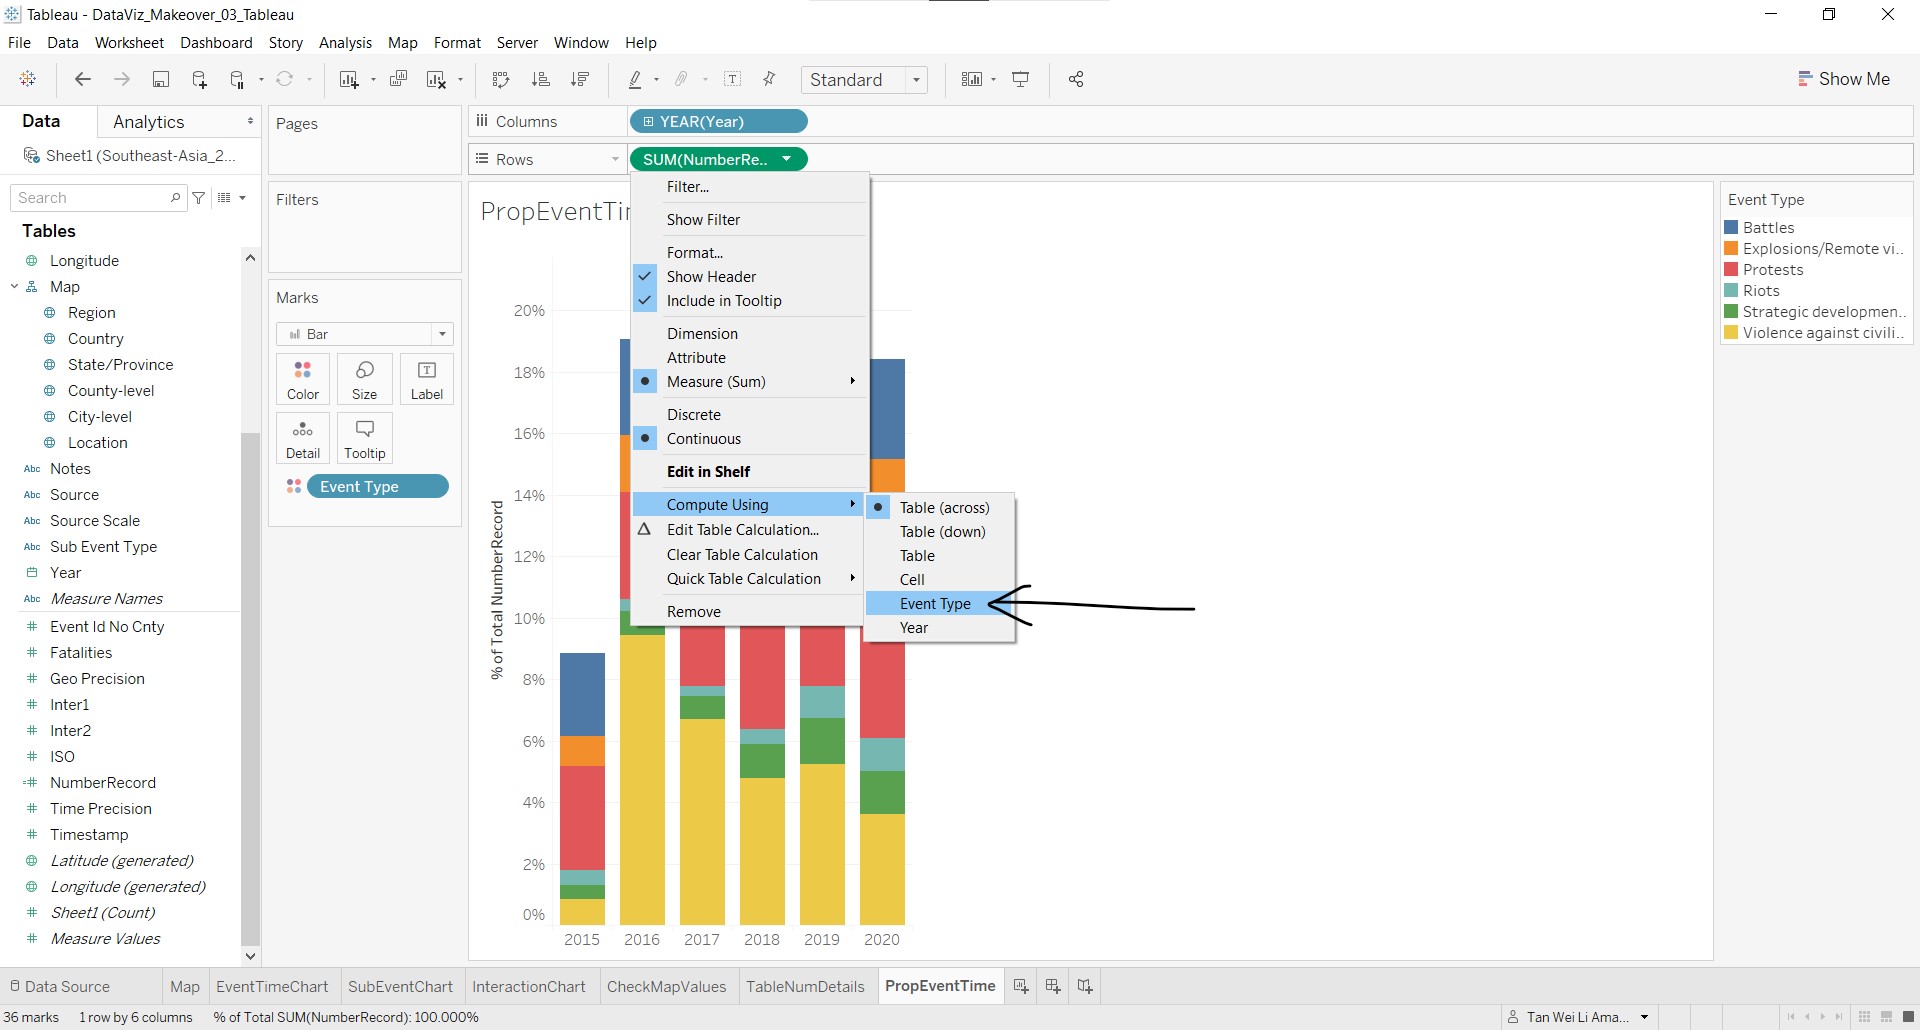 Tableau - DataViz_Makeover_03_Tableau
File Data Worksheet Dashboard Story Analysis Map Format Server Window Help
Standard
Show Me
Data
Analytics
Sheet1 (Southeast-Asia_2...
Search
Tables
Longitude
Map
Region
Country
State/Province
County-level
City-level
Location
Abc Notes
Abc Source
Abc Source Scale
Abc Sub Event Type
Year
Abc Measure Names
# Event Id No Cnty
# Fatalities
# Geo Precision
# Inter1
# Inter2
# ISO
=# NumberRecord
# Time Precision
# Timestamp
Latitude (generated)
Longitude (generated)
# Sheet1 (Count)
# Measure Values
Pages
Filters
Marks
Bar
Color
Size
T
Label
Detail
Tooltip
Event Type
Columns
YEAR(Year)
Rows
SUM(NumberRe..
PropEventTi
% of Total NumberRecord
20%
18%
16%
14%
12%
10%
8%
6%
4%
2%
0%
2015
2016
2017
2018
2019
2020
Filter...
Show Filter
Format...
Show Header
Include in Tooltip
Dimension
Attribute
Measure (Sum)
Discrete
Continuous
Edit in Shelf
Compute Using
Edit Table Calculation...
Clear Table Calculation
Quick Table Calculation
Remove
Table (across)
Table (down)
Table
Cell
Event Type
Year
Event Type
Battles
Explosions/Remote vi..
Protests
Riots
Strategic developmen..
Violence against civili..
Data Source
Map
EventTimeChart
SubEventChart
InteractionChart
CheckMapValues
TableNumDetails
PropEventTime
36 marks
1 row by 6 columns
% of Total SUM(NumberRecord): 100.000%
Tan Wei Li Ama...